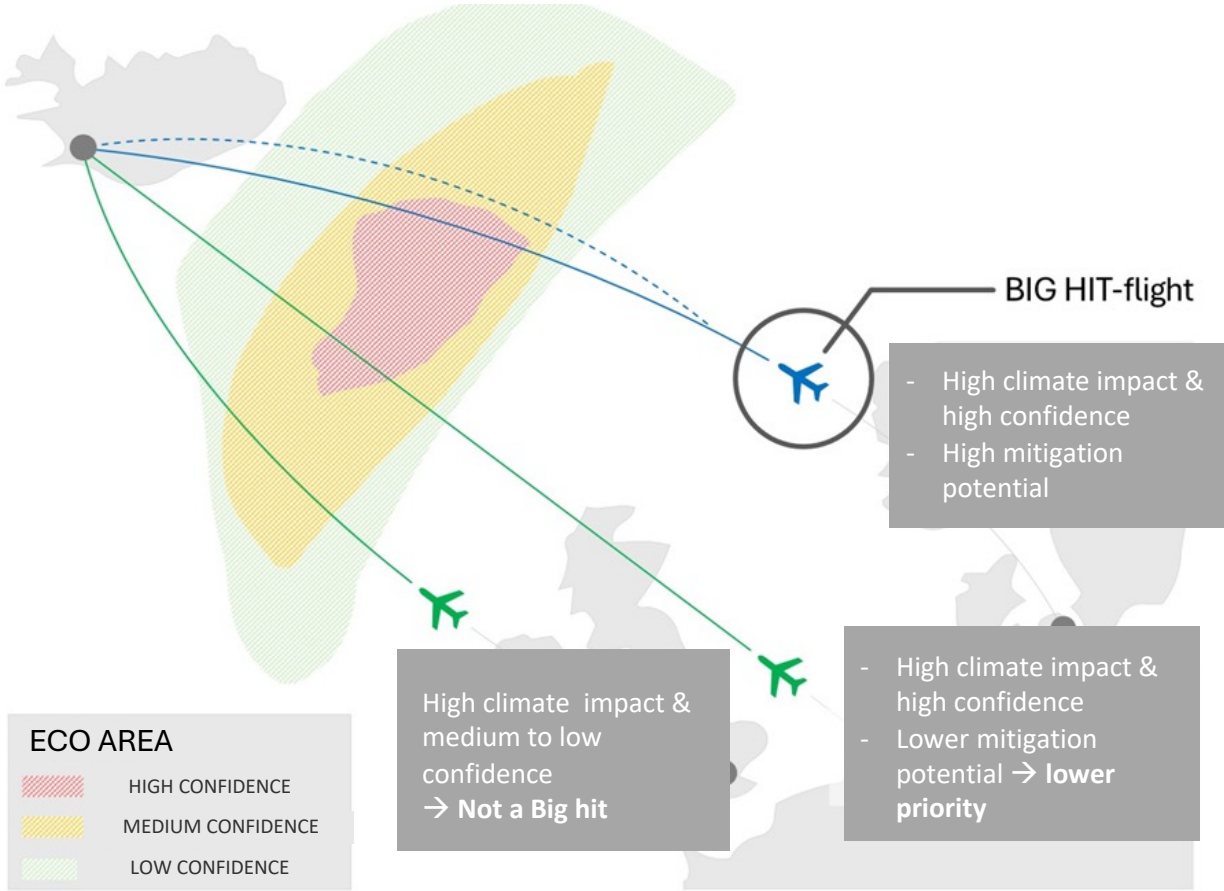 BIG HIT-flight
- High climate impact &
high confidence
- High mitigation
potential
High climate impact &
medium to low
confidence
→ Not a Big hit
- High climate impact &
high confidence
- Lower mitigation
potential → lower
priority
ECO AREA
HIGH CONFIDENCE
MEDIUM CONFIDENCE
LOW CONFIDENCE